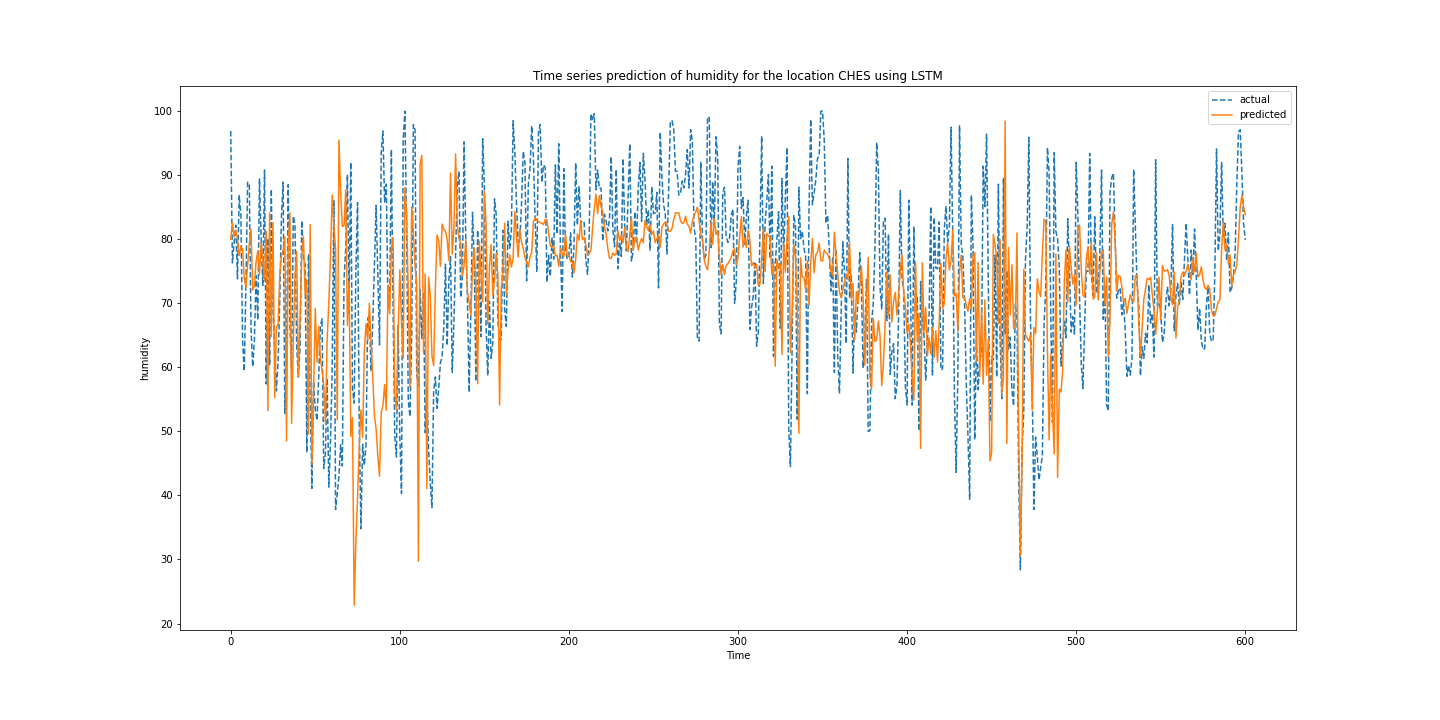 Time series prediction of humidity for the location CHES using LSTM
actual
predicted
100
90
80
70
60
50
40
30
20
humidity
0 100 200 300 400 500 600
Time